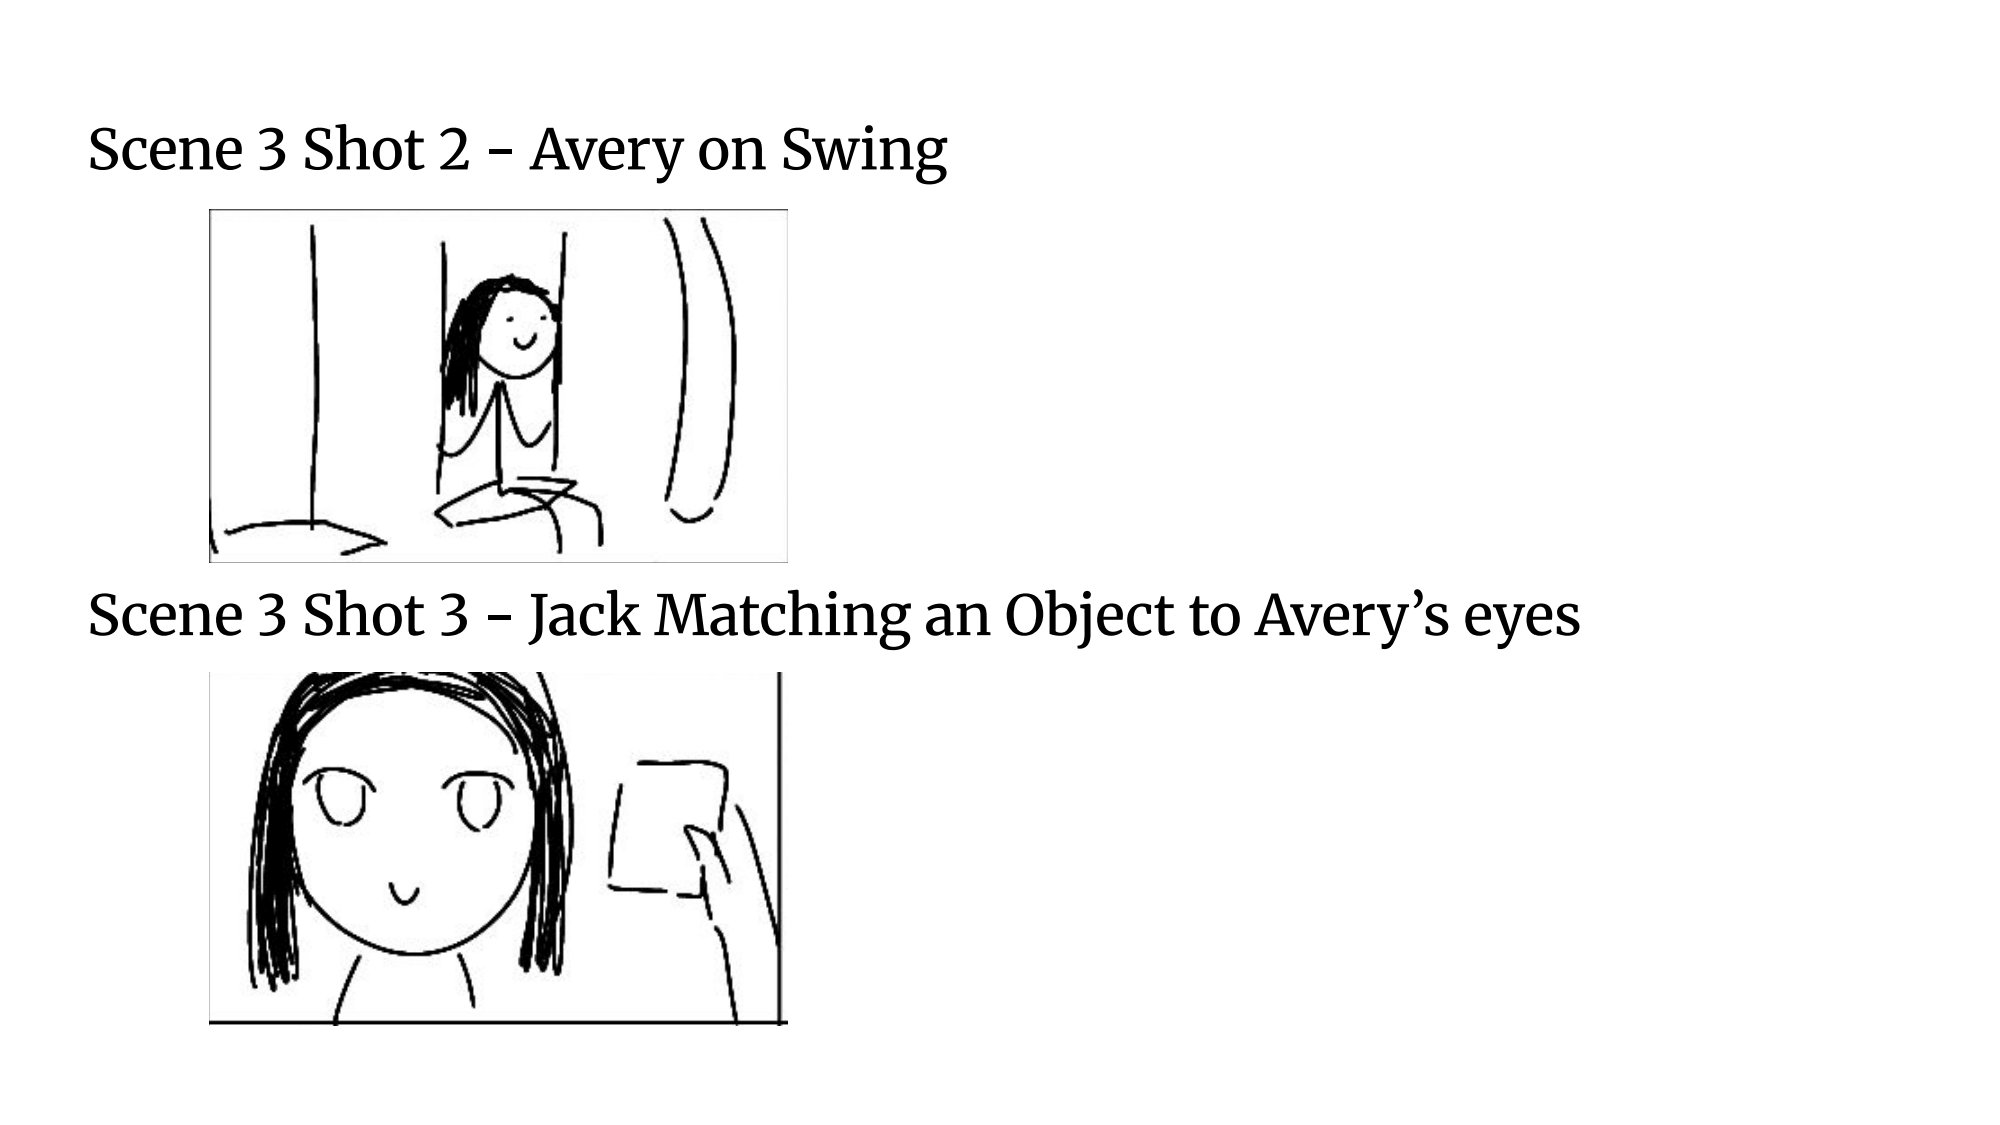 Scene 3 Shot 2 - Avery on Swing
Scene 3 Shot 3 - Jack Matching an Object to Avery’s eyes